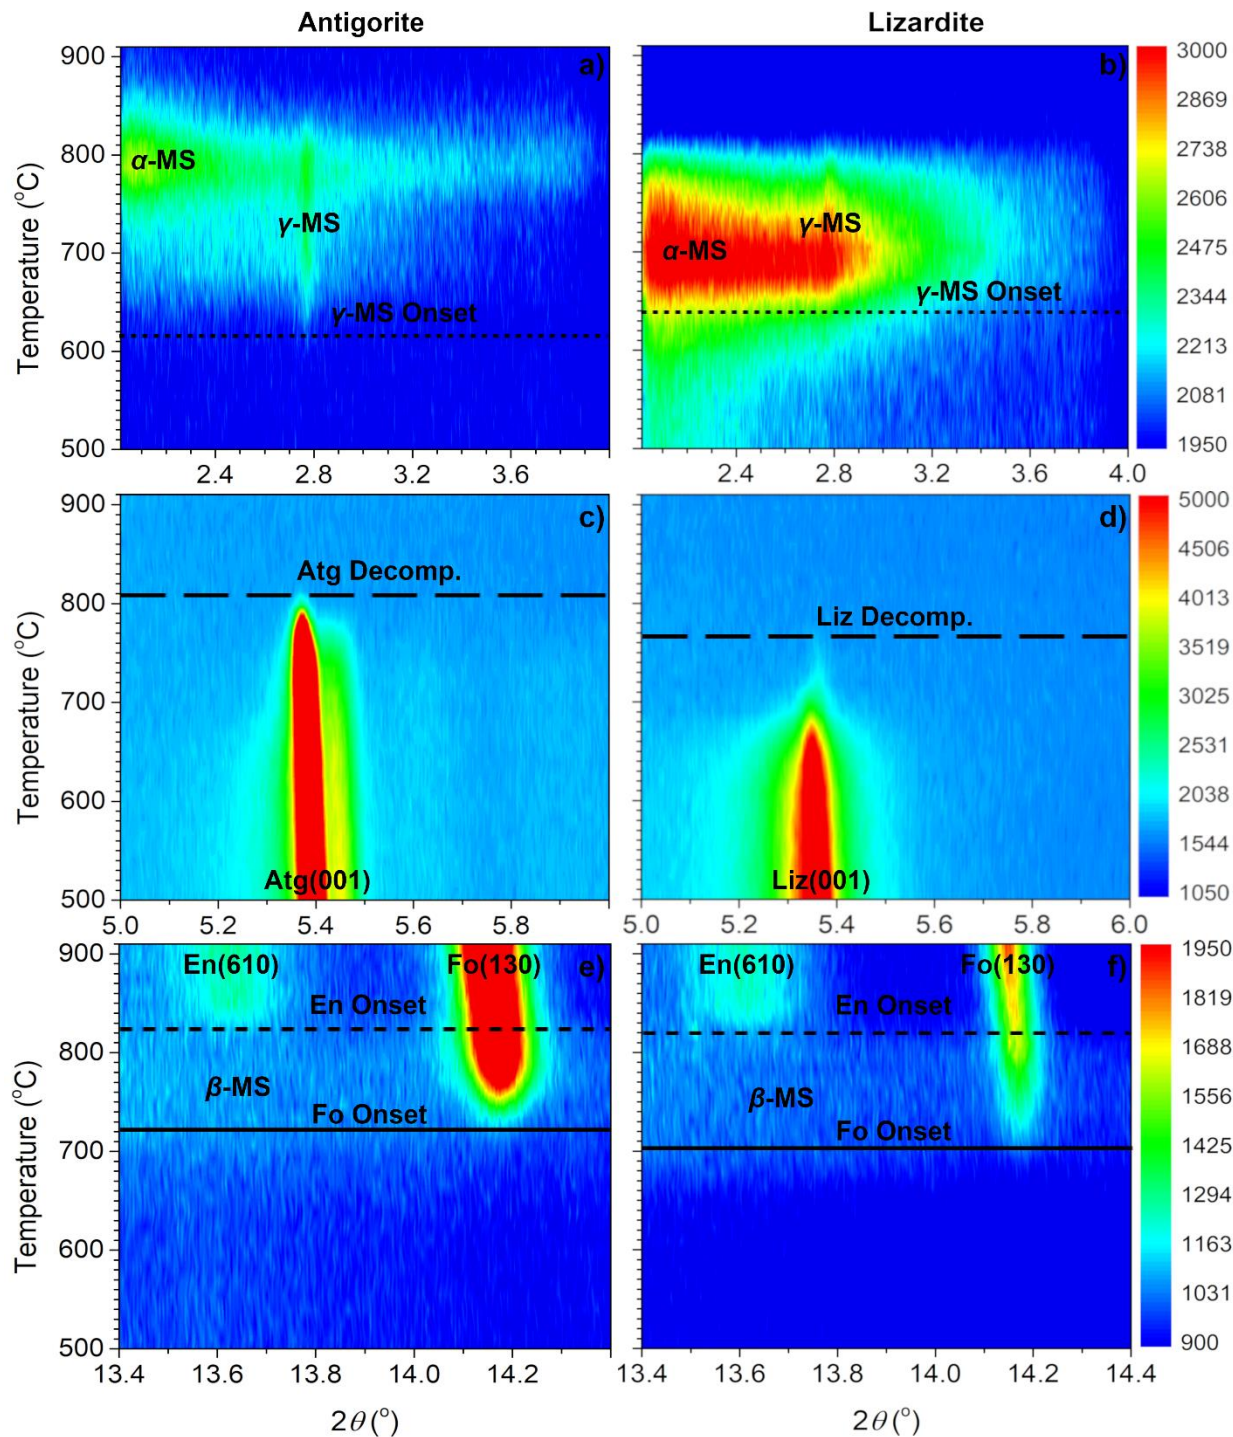 Antigorite
Lizardite
Temperature (°C)
900
800
700
600
500
a)
α-MS
γ-MS
γ-MS Onset
2.4 2.8 3.2 3.6
b)
α-MS
γ-MS
γ-MS Onset
2.4 2.8 3.2 3.6 4.0
3000
2869
2738
2606
2475
2344
2213
2081
1950
Temperature (°C)
900
800
700
600
500
c)
Atg Decomp.
Atg(001)
5.0 5.2 5.4 5.6 5.8
d)
Liz Decomp.
Liz(001)
5.0 5.2 5.4 5.6 5.8 6.0
5000
4506
4013
3519
3025
2531
2038
1544
1050
Temperature (°C)
900
800
700
600
500
En(610)
Fo(130)
e)
En Onset
β-MS
Fo Onset
13.4 13.6 13.8 14.0 14.2
2θ (°)
En(610)
Fo(130)
f)
En Onset
β-MS
Fo Onset
13.4 13.6 13.8 14.0 14.2 14.4
2θ (°)
1950
1819
1688
1556
1425
1294
1163
1031
900